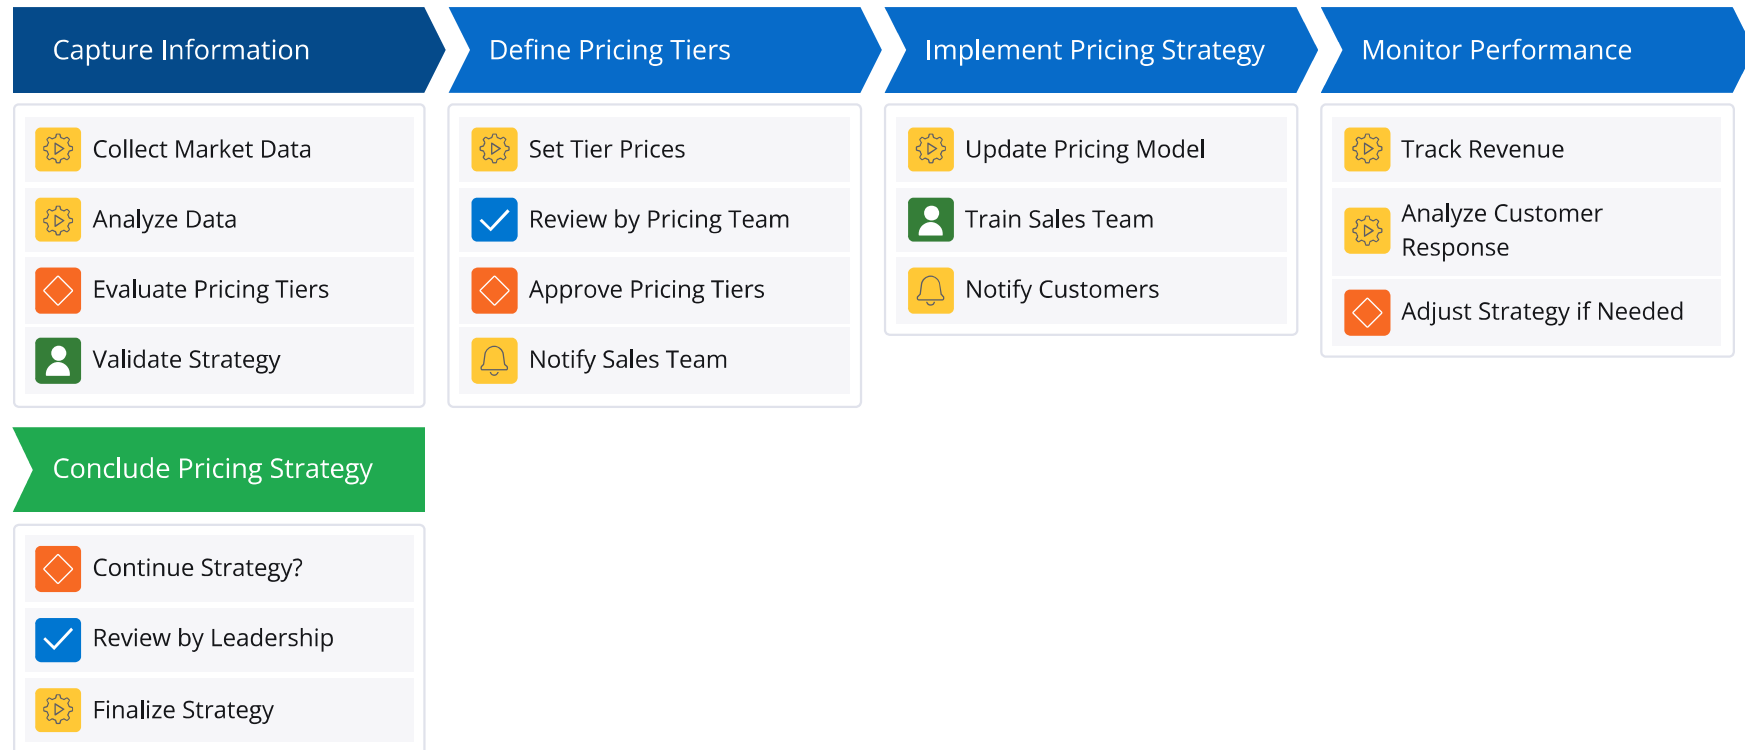 Capture Information
Define Pricing Tiers
Implement Pricing Strategy
Monitor Performance
Collect Market Data
Analyze Data
Evaluate Pricing Tiers
Validate Strategy
Set Tier Prices
Review by Pricing Team
Approve Pricing Tiers
Notify Sales Team
Update Pricing Model
Train Sales Team
Notify Customers
Track Revenue
Analyze Customer
Response
Adjust Strategy if Needed
Conclude Pricing Strategy
Continue Strategy?
Review by Leadership
Finalize Strategy